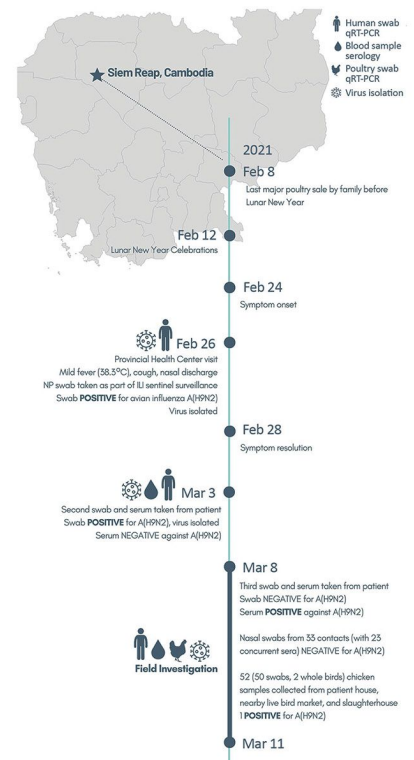 Human swab
qRT-PCR
Blood sample
serology
Poultry swab
qRT-PCR
Virus isolation
Siem Reap, Cambodia
2021
Feb 8
Last major poultry sale by family before
Lunar New Year
Feb 12
Lunar New Year Celebrations
Feb 24
Symptom onset
Feb 26
Provincial Health Center visit
Mild fever (38.3°C), cough, nasal discharge
NP swab taken as part of ILI sentinel surveillance
Swab POSITIVE for avian influenza A(H9N2)
Virus isolated
Feb 28
Symptom resolution
Mar 3
Second swab and serum taken from patient
Swab POSITIVE for A(H9N2), virus isolated
Serum NEGATIVE against A(H9N2)
Mar 8
Third swab and serum taken from patient
Swab NEGATIVE for A(H9N2)
Serum POSITIVE against A(H9N2)
Nasal swabs from 33 contacts (with 23
concurrent sera) NEGATIVE for A(H9N2)
Field Investigation
52 (50 swabs, 2 whole birds) chicken
samples collected from patient house,
nearby live bird market, and slaughterhouse
1 POSITIVE for A(H9N2)
Mar 11